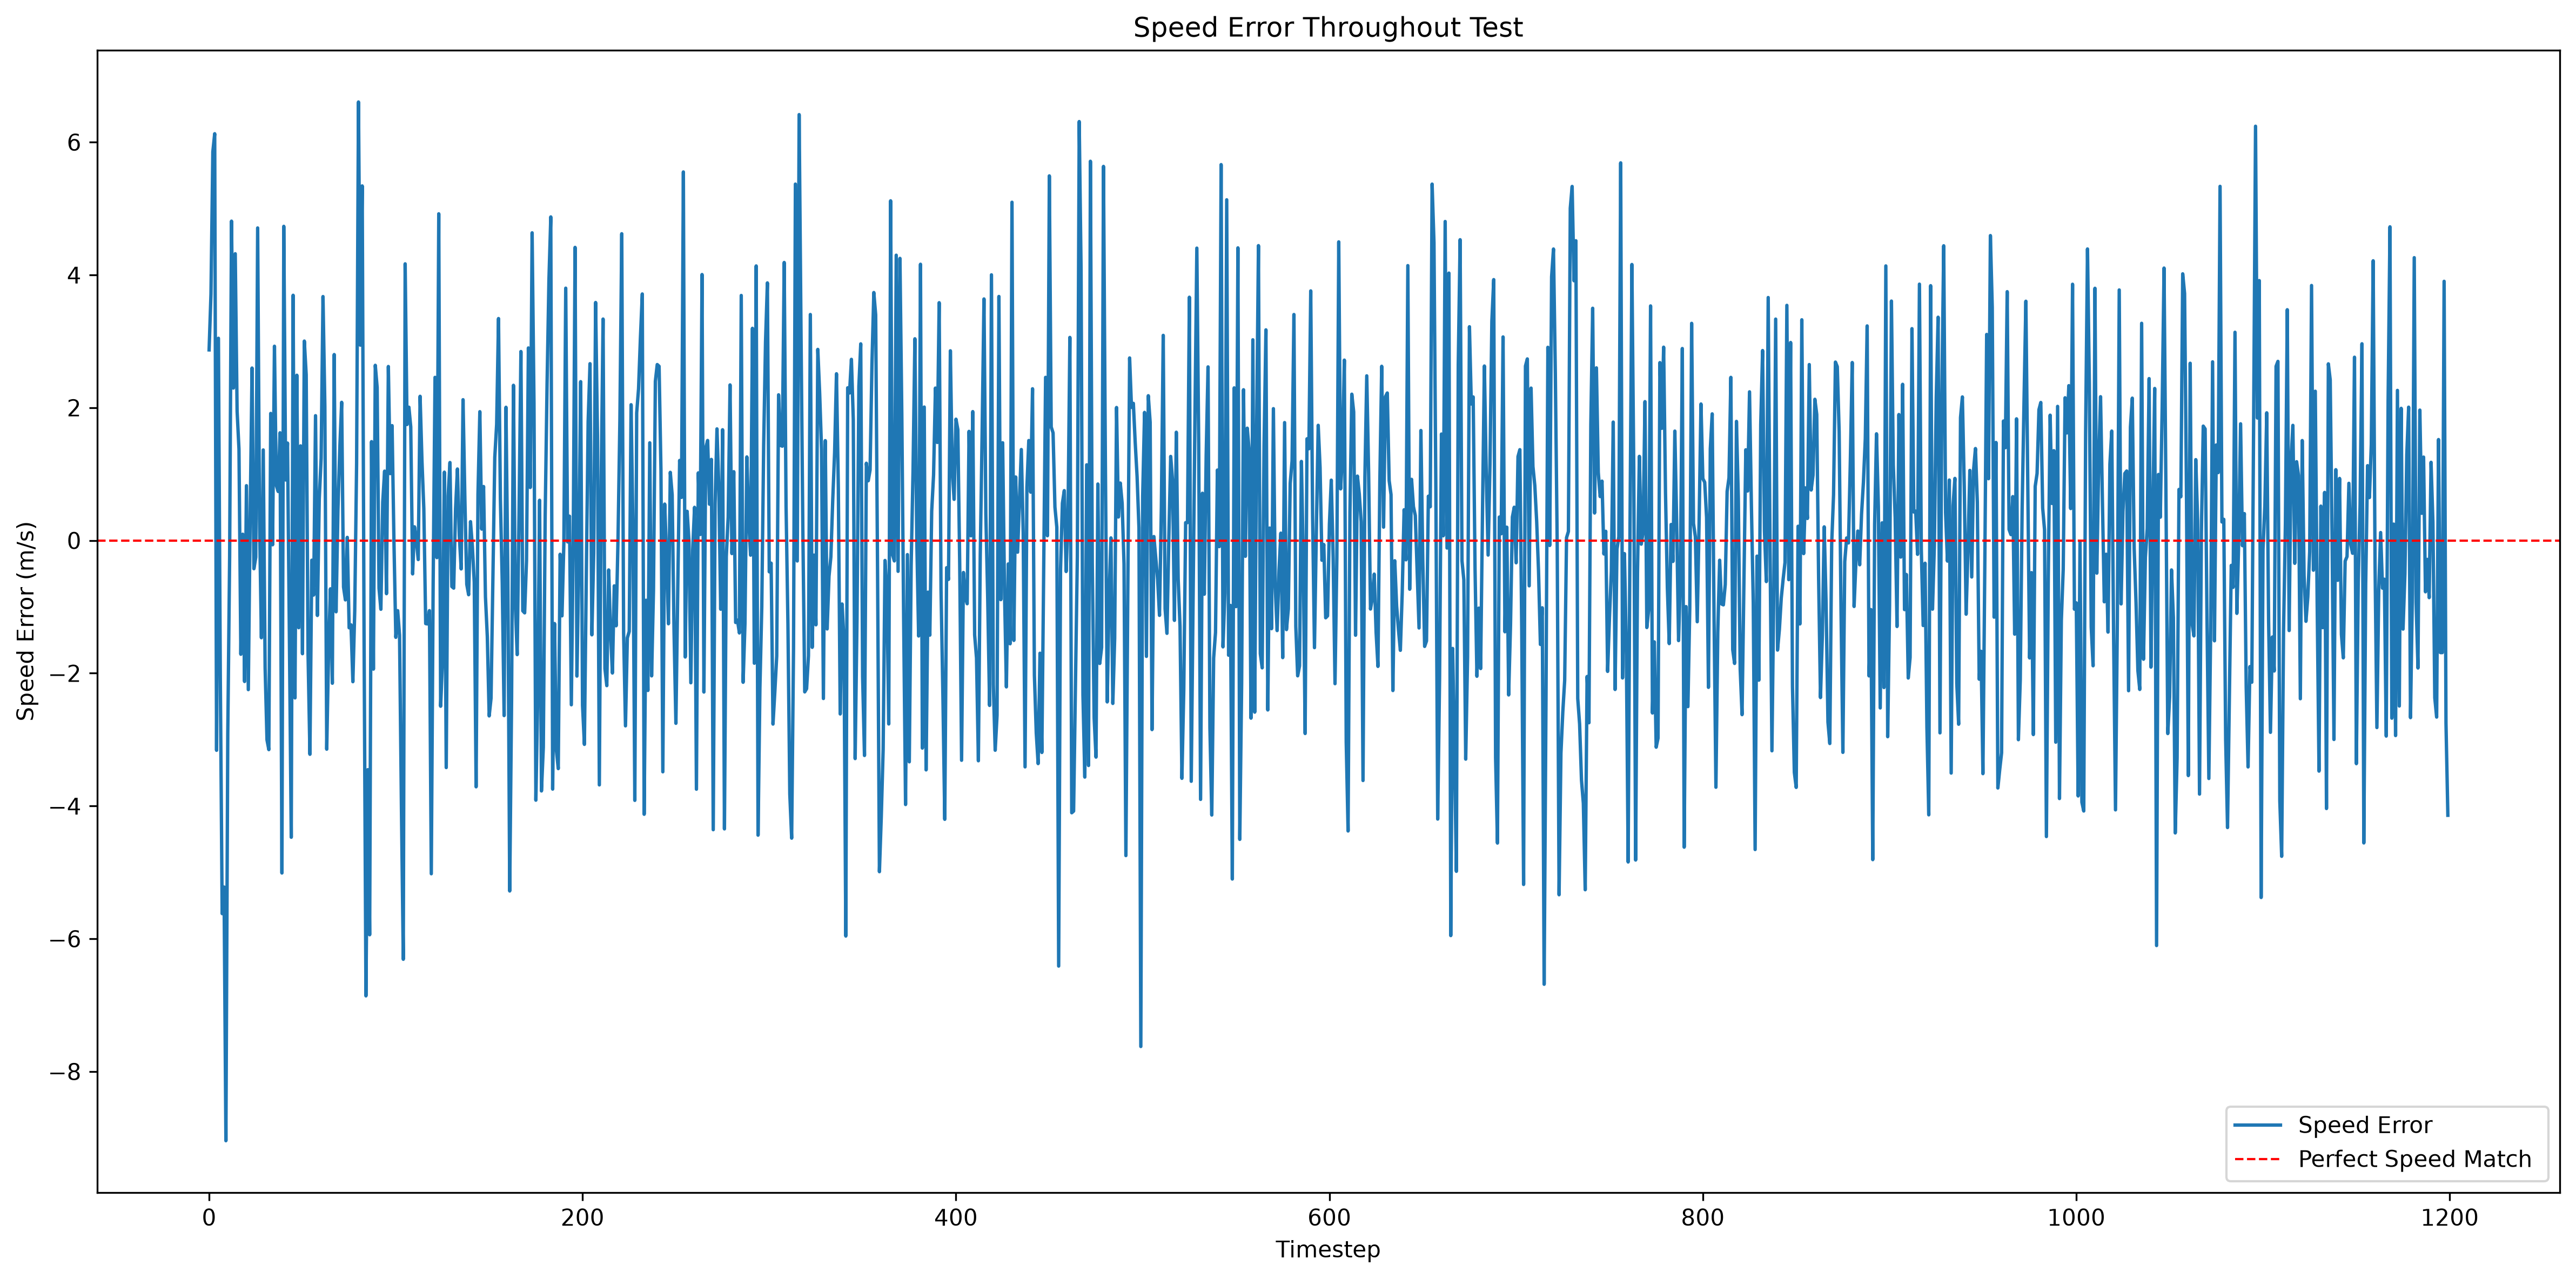 Speed Error Throughout Test
Speed Error (m/s)
6
4
2
0
−2
−4
−6
−8
0 200 400 600 800 1000 1200
Timestep
Speed Error
Perfect Speed Match